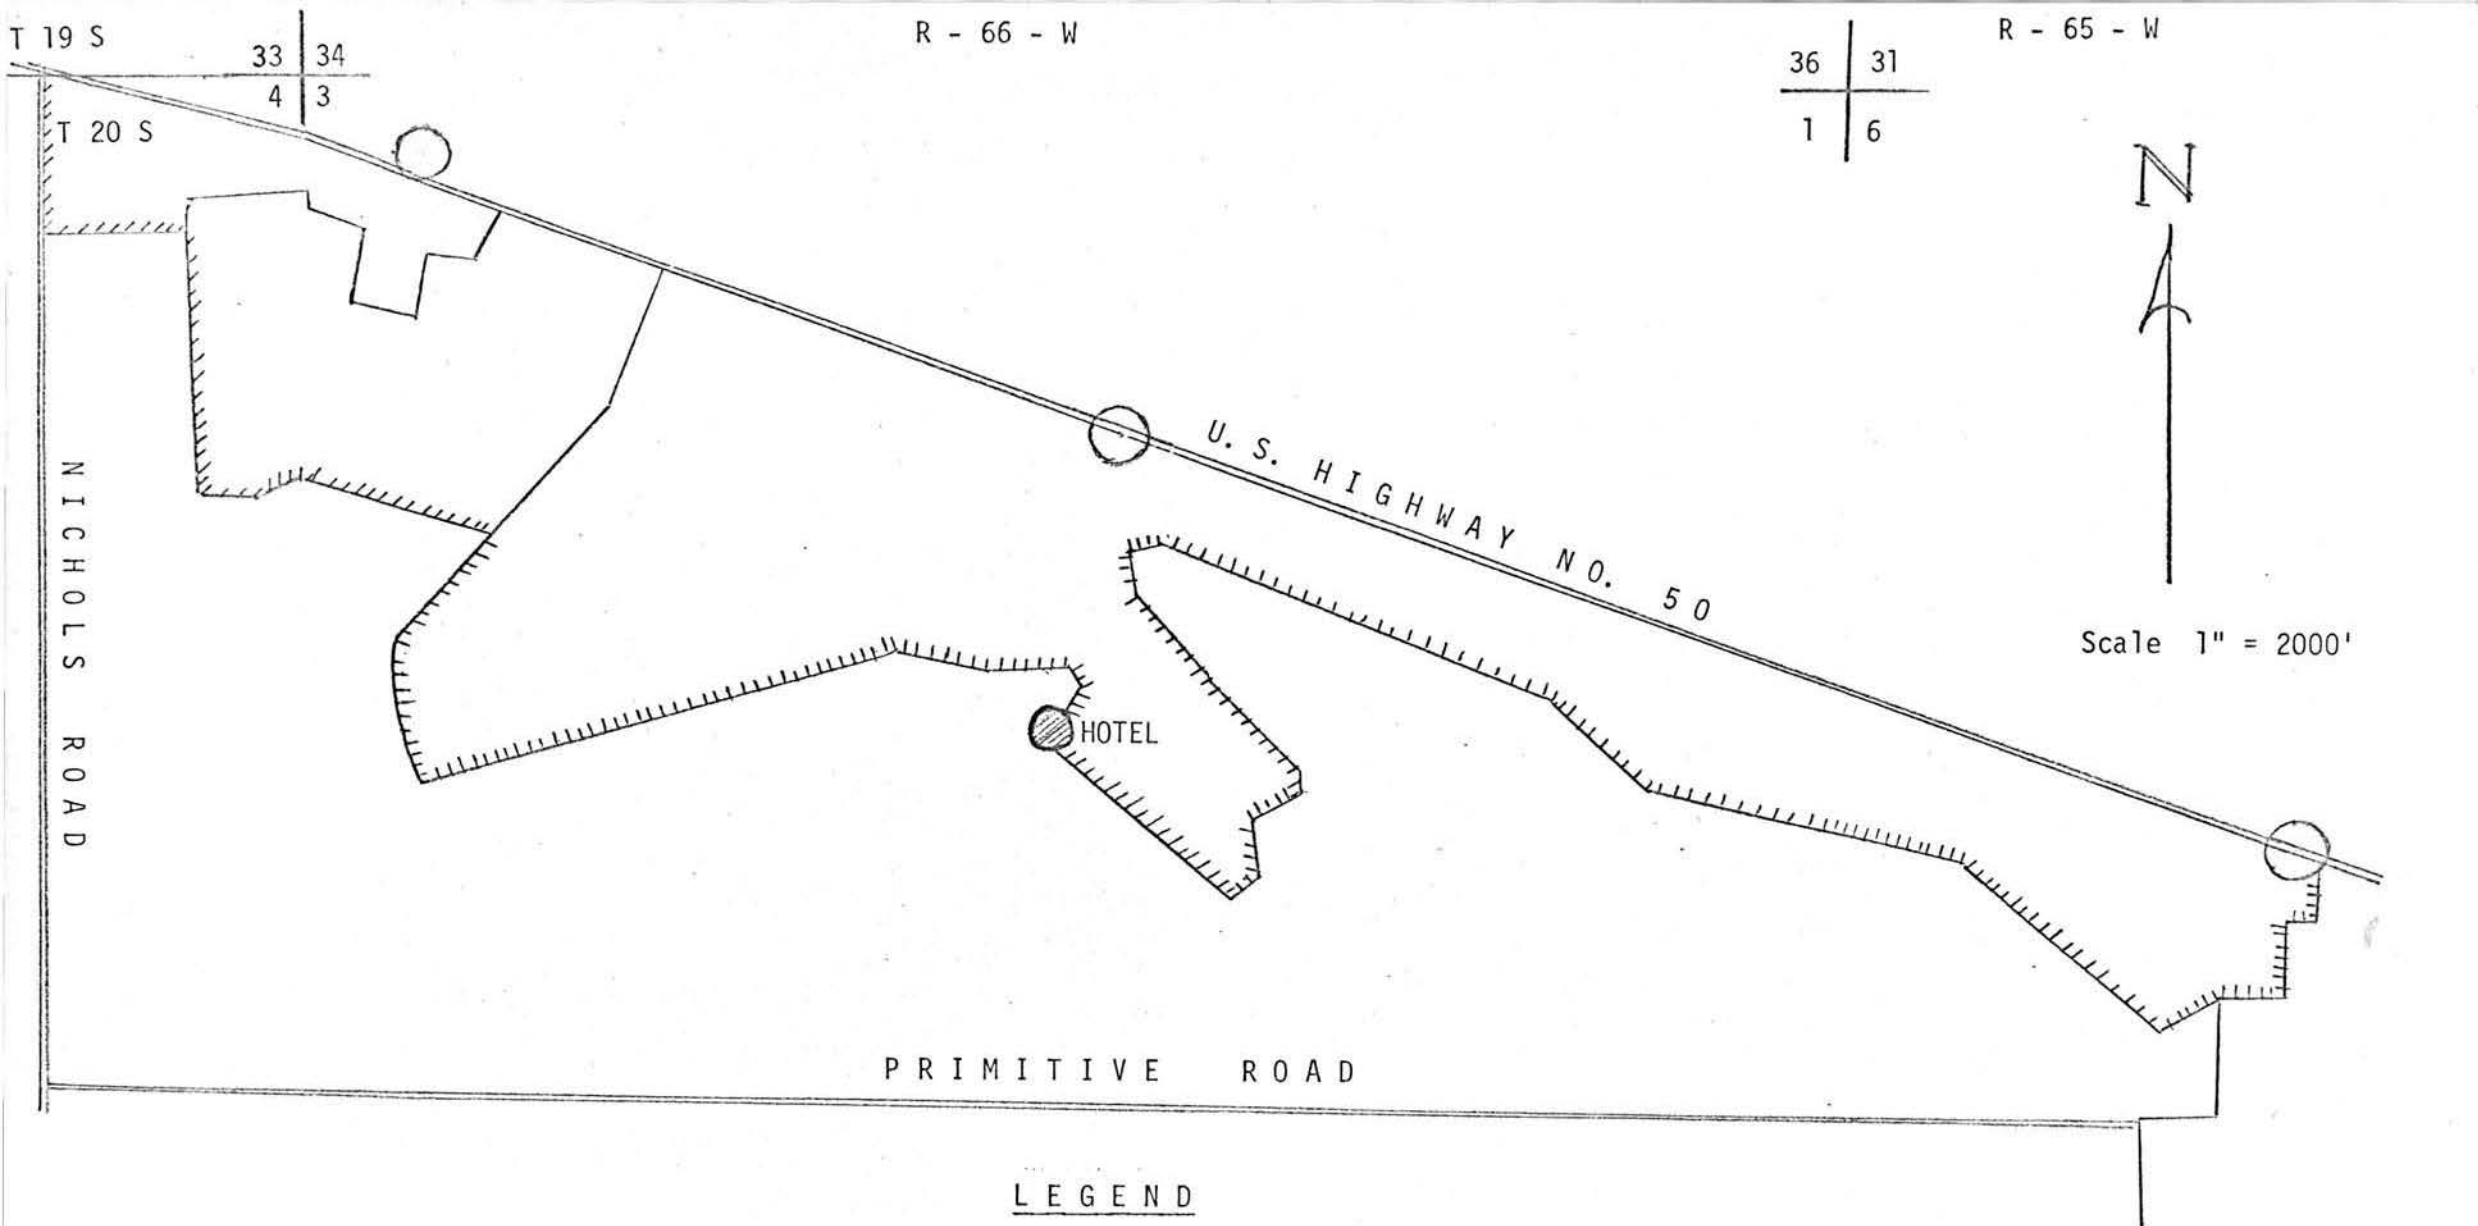 T 19 S
R - 66 - W
R - 65 - W
33 34
4 3
36 31
1 6
T 20 S
N
U.S. HIGHWAY NO. 50
NICHOLS ROAD
Scale 1" = 2000'
HOTEL
PRIMITIVE ROAD
LEGEND